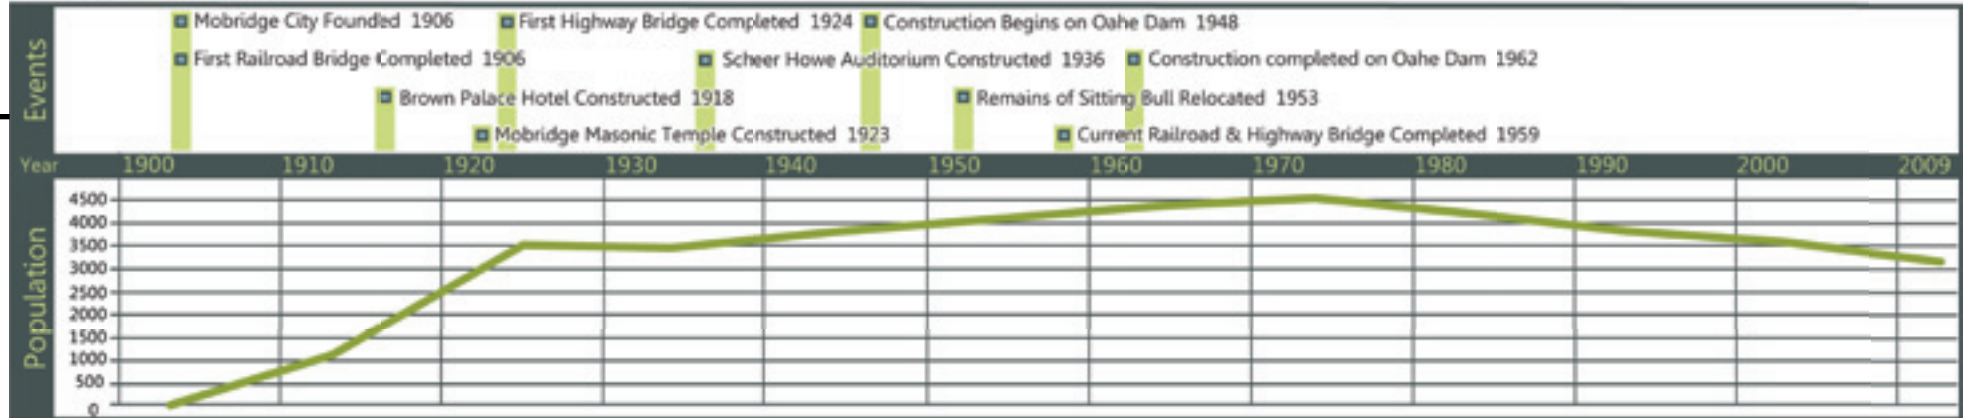 Events
Mobridge City Founded 1906
First Highway Bridge Completed 1924
Construction Begins on Oahe Dam 1948
First Railroad Bridge Completed 1906
Scheer Howe Auditorium Constructed 1936
Construction completed on Oahe Dam 1962
Brown Palace Hotel Constructed 1918
Remains of Sitting Bull Relocated 1953
Mobridge Masonic Temple Constructed 1923
Current Railroad & Highway Bridge Completed 1959
Year 1900 1910 1920 1930 1940 1950 1960 1970 1980 1990 2000 2009
Population
4500
4000
3500
3000
2500
2000
1500
1000
500
0